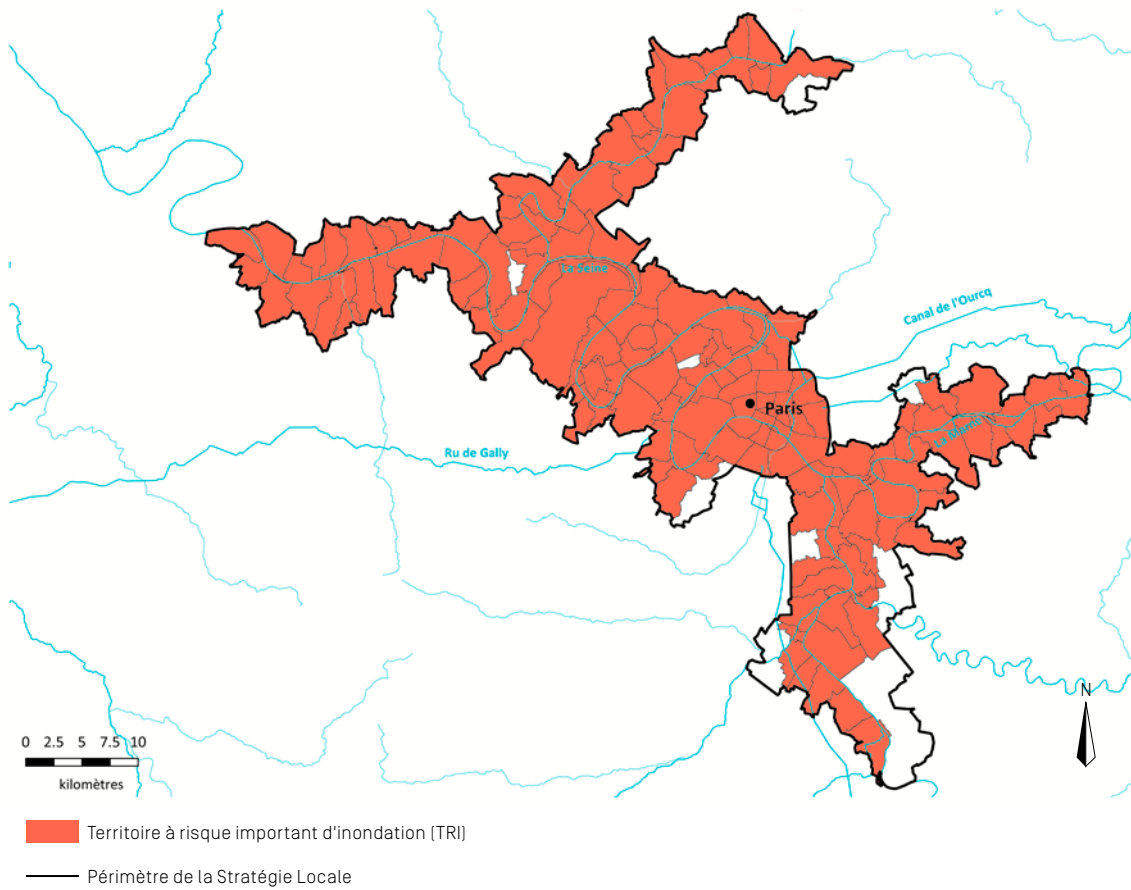 La Seine
Canal de l'Ourcq
Paris
La Marne
Ru de Gally
N
0 2.5 5 7.5 10
kilomètres
Territoire à risque important d'inondation (TRI)
Périmètre de la Stratégie Locale